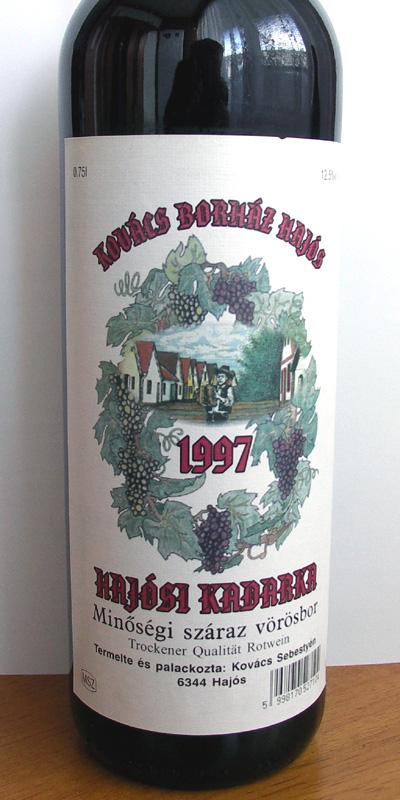 0.75l
12.5%
KOVÁCS BORHÁZ HAJÓS
1997
HAJÓSI KADARKA
Minőségi száraz vörösbor
Trockener Qualität Rotwein
Termelte és palackozta: Kovács Sebestyén
6344 Hajós
MSZ